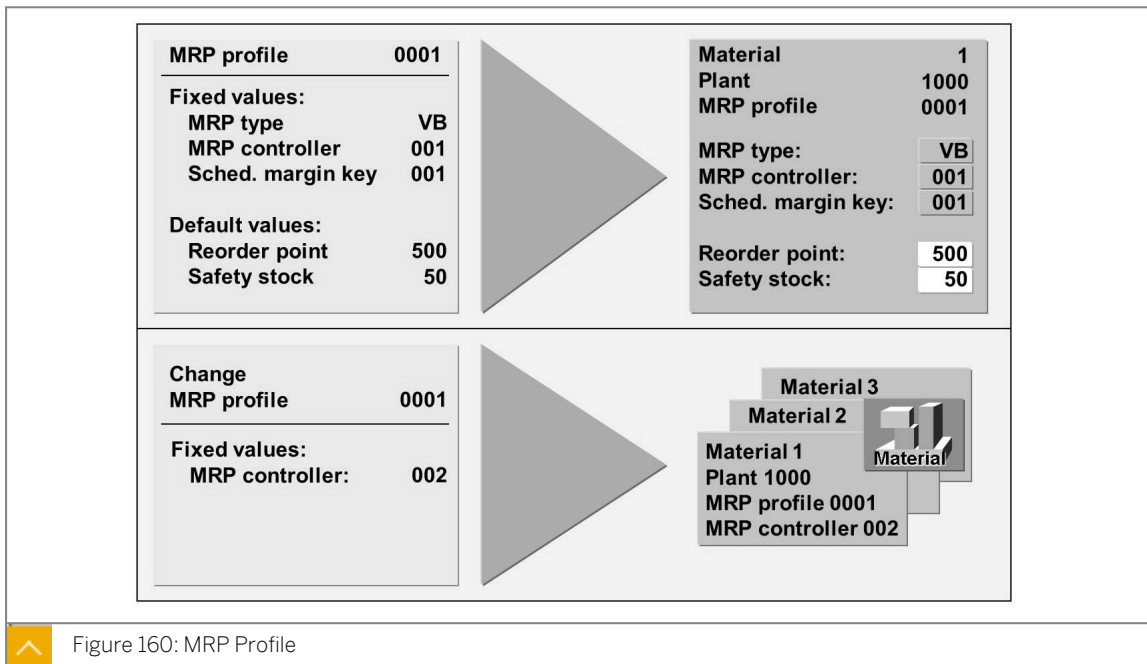 MRP profile 0001
Fixed values:
MRP type VB
MRP controller 001
Sched. margin key 001
Default values:
Reorder point 500
Safety stock 50
Material 1
Plant 1000
MRP profile 0001
MRP type: VB
MRP controller: 001
Sched. margin key: 001
Reorder point: 500
Safety stock: 50
Change
MRP profile 0001
Fixed values:
MRP controller: 002
Material 3
Material 2
Material 1
Plant 1000
MRP profile 0001
MRP controller 002
Material
Figure 160: MRP Profile